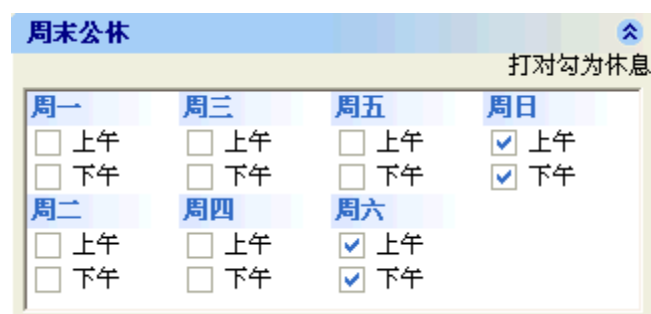 周末公休
打对勾为休息
周一 周三 周五 周日
上午 上午 上午 上午
下午 下午 下午 下午
周二 周四 周六
上午 上午 上午
下午 下午 下午